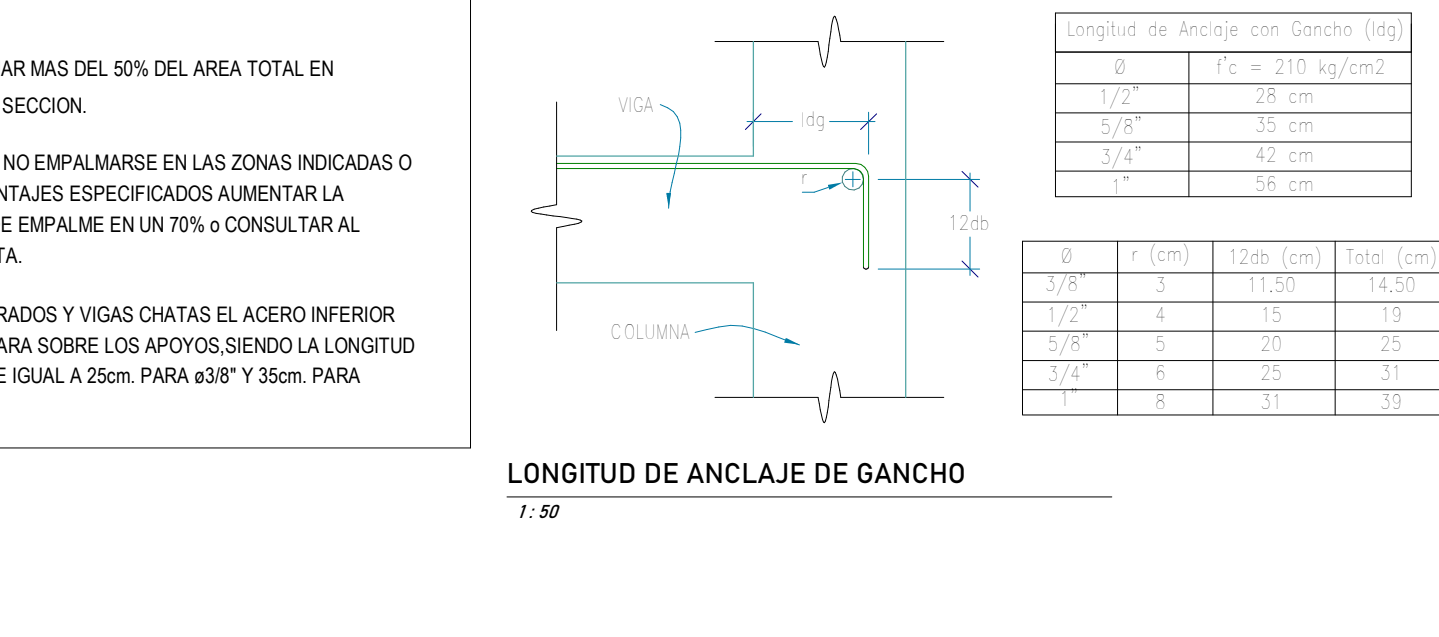 AR MAS DEL 50% DEL AREA TOTAL EN
SECCION.
NO EMPALMARSE EN LAS ZONAS INDICADAS O
NTAJES ESPECIFICADOS AUMENTAR LA
E EMPALME EN UN 70% o CONSULTAR AL
TA.
RADOS Y VIGAS CHATAS EL ACERO INFERIOR
ARA SOBRE LOS APOYOS,SIENDO LA LONGITUD
E IGUAL A 25cm. PARA ø3/8" Y 35cm. PARA
VIGA
ldg
r
12db
COLUMNA
LONGITUD DE ANCLAJE DE GANCHO
1 : 50
Longitud de Anclaje con Gancho (ldg)
Ø f'c = 210 kg/cm2
1/2" 28 cm
5/8" 35 cm
3/4" 42 cm
1" 56 cm
Ø r (cm) 12db (cm) Total (cm)
3/8" 3 11.50 14.50
1/2" 4 15 19
5/8" 5 20 25
3/4" 6 25 31
1" 8 31 39